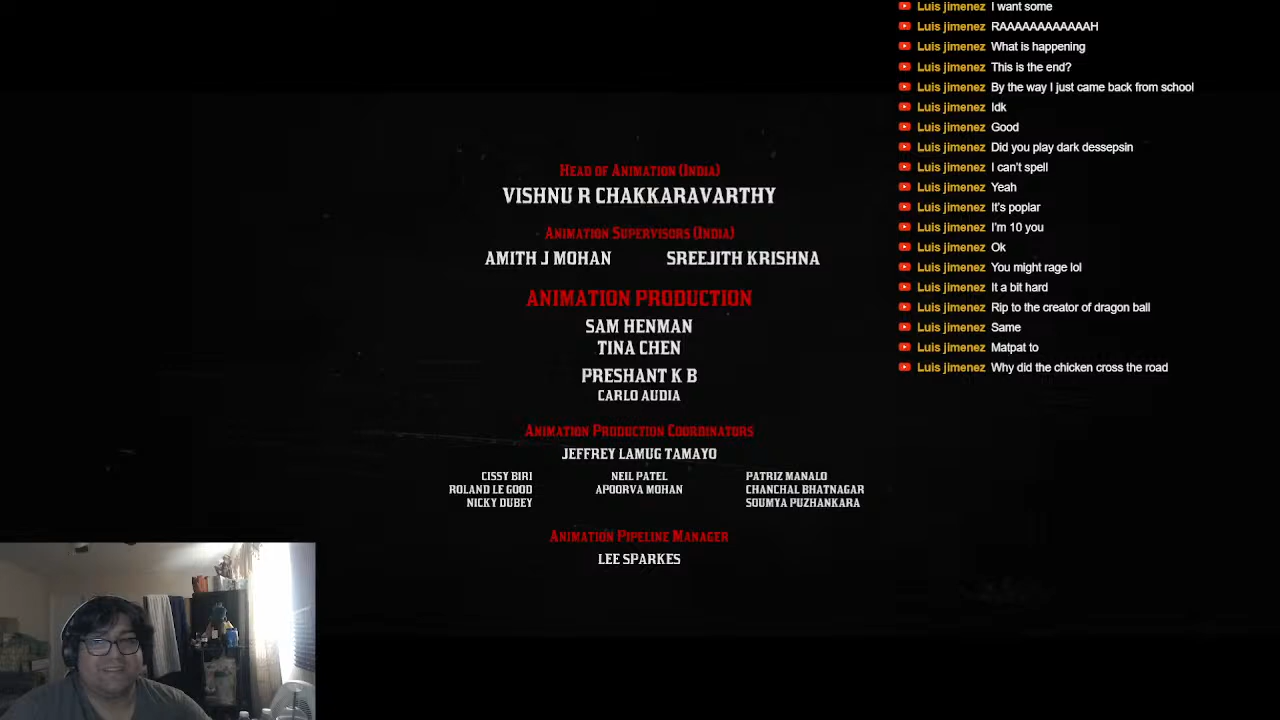 Luis jimenez I want some
Luis jimenez RAAAAAAAAAAAAH
Luis jimenez What is happening
Luis jimenez This is the end?
Luis jimenez By the way I just came back from school
Luis jimenez Idk
Luis jimenez Good
Luis jimenez Did you play dark dessepsin
Luis jimenez I can't spell
Luis jimenez Yeah
Luis jimenez It's poplar
Luis jimenez I'm 10 you
Luis jimenez Ok
Luis jimenez You might rage lol
Luis jimenez It a bit hard
Luis jimenez Rip to the creator of dragon ball
Luis jimenez Same
Luis jimenez Matpat to
Luis jimenez Why did the chicken cross the road
HEAD OF ANIMATION (INDIA)
VISHNU R CHAKKARAVARTHY
ANIMATION SUPERVISORS (INDIA)
AMITH J MOHAN SREEJITH KRISHNA
ANIMATION PRODUCTION
SAM HENMAN
TINA CHEN
PRESHANT K B
CARLO AUDIA
ANIMATION PRODUCTION COORDINATORS
JEFFREY LAMUG TAMAYO
CISSY BIRI NEIL PATEL PATRIZ MANALO
ROLAND LE GOOD APOORVA MOHAN CHANCHAL BHATNAGAR
NICKY DUBEY SOUMYA PUZHANKARA
ANIMATION PIPELINE MANAGER
LEE SPARKES